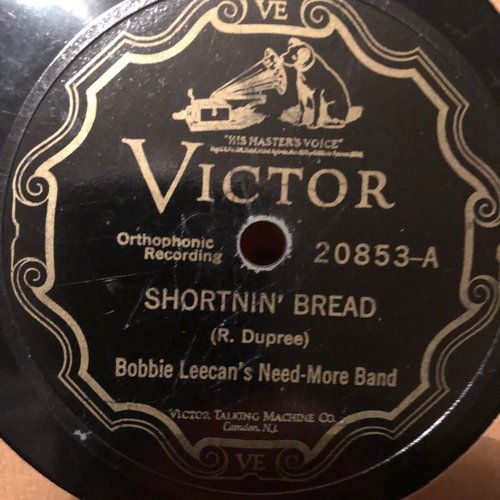 VE
"HIS MASTER'S VOICE"
VICTOR
Orthophonic
Recording
20853-A
SHORTNIN' BREAD
(R. Dupree)
Bobbie Leecan's Need-More Band
VICTOR TALKING MACHINE CO.
Camden, N.J.
VE